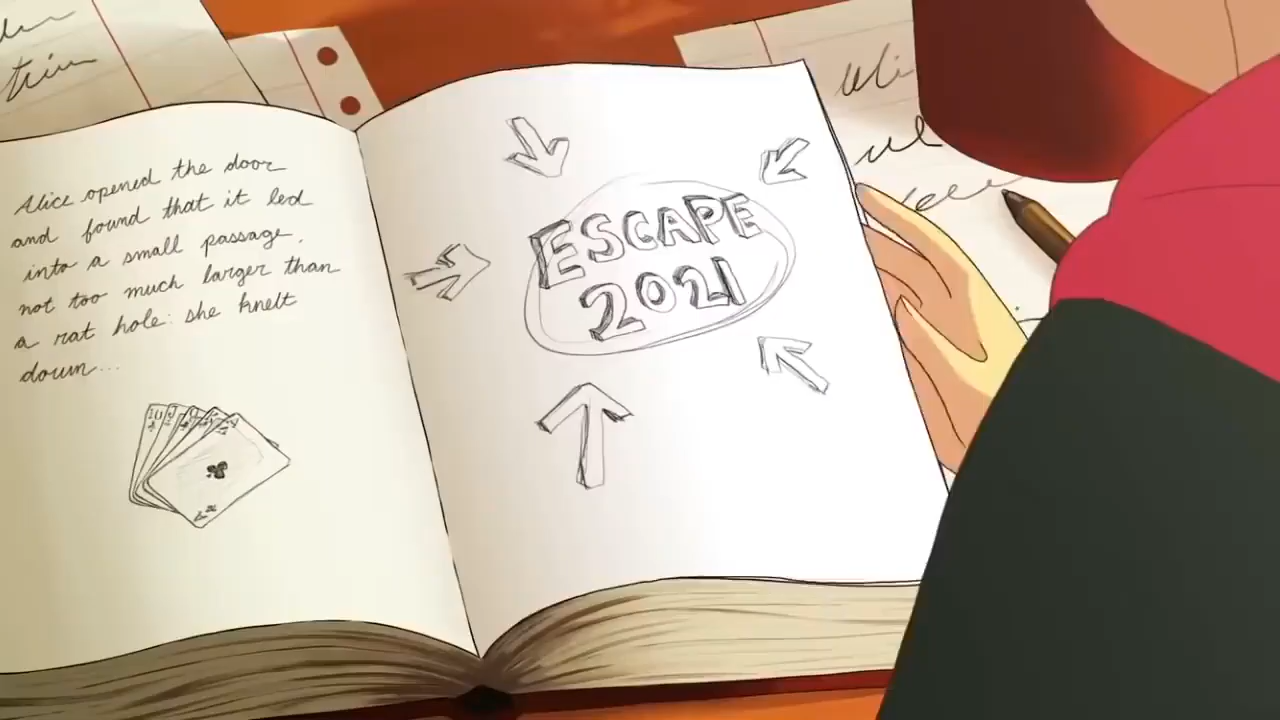 Alice opened the door
and found that it led
into a small passage,
not too much larger than
a rat hole: she knelt
down...
ESCAPE
2021